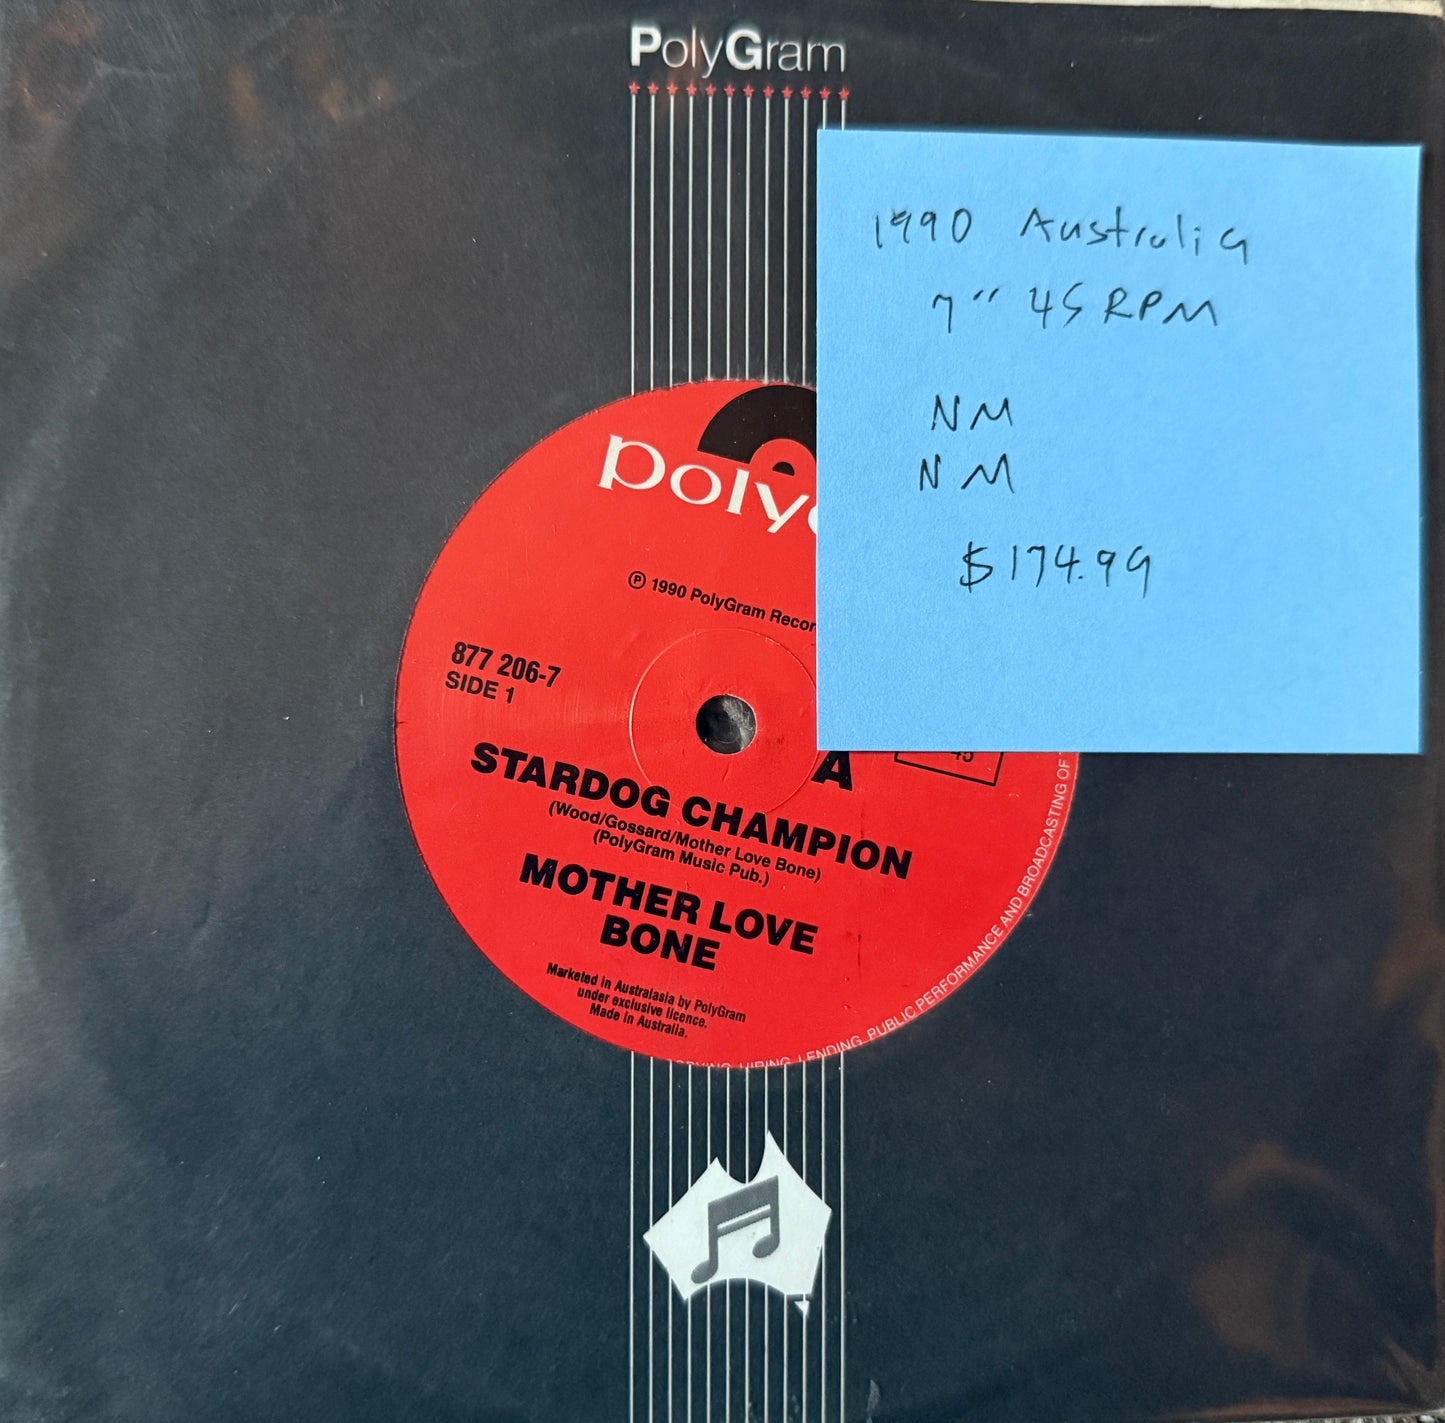 PolyGram
1990 Australia
7" 45 RPM
NM
NM
$174.99
℗ 1990 PolyGram
877 206-7
SIDE 1
A
45
STARDOG CHAMPION
(Wood/Gossard/Mother Love Bone)
(PolyGram Music Pub.)
MOTHER LOVE
BONE
Marketed in Australasia by PolyGram
under exclusive licence.
Made in Australia.
HIRING, LENDING, PUBLIC PERFORMANCE AND BROADCASTING OF